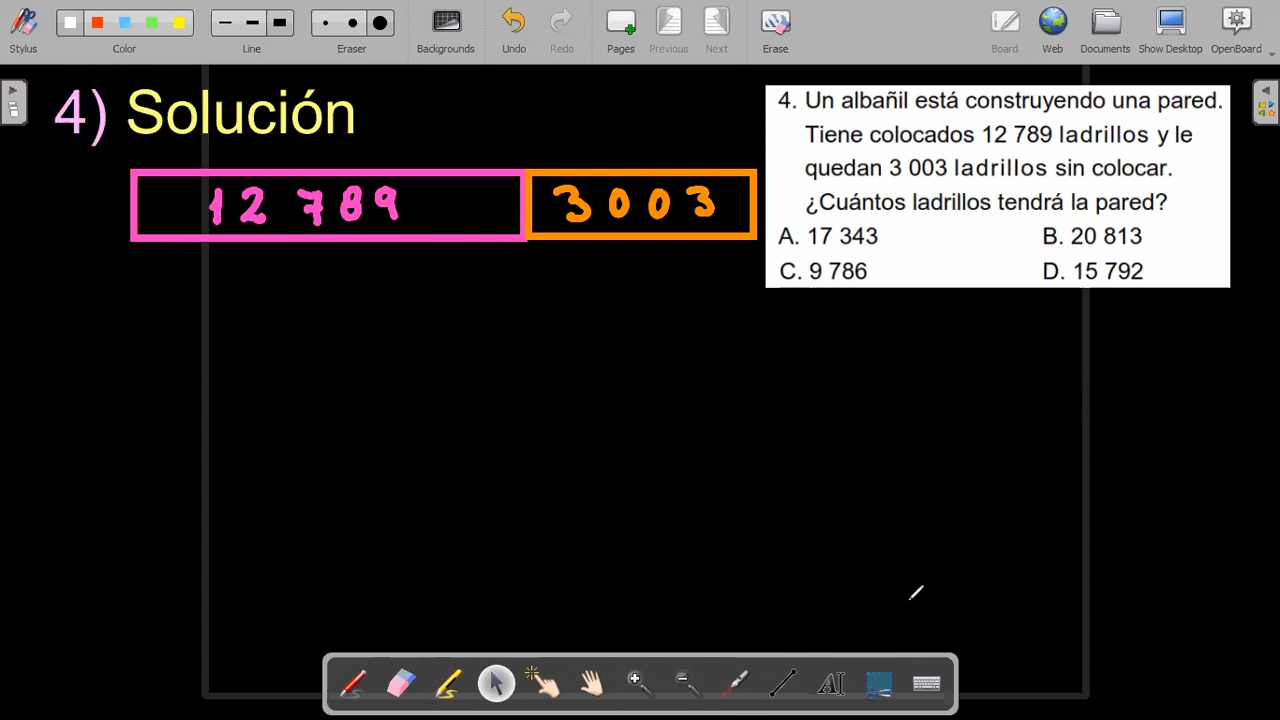 Stylus
Color
Line
Eraser
Backgrounds
Undo
Redo
Pages
Previous
Next
Erase
Board
Web
Documents
Show Desktop
OpenBoard
4) Solución
12 789
3003
4. Un albañil está construyendo una pared.
Tiene colocados 12 789 ladrillos y le
quedan 3 003 ladrillos sin colocar.
¿Cuántos ladrillos tendrá la pared?
A. 17 343
B. 20 813
C. 9 786
D. 15 792
AI